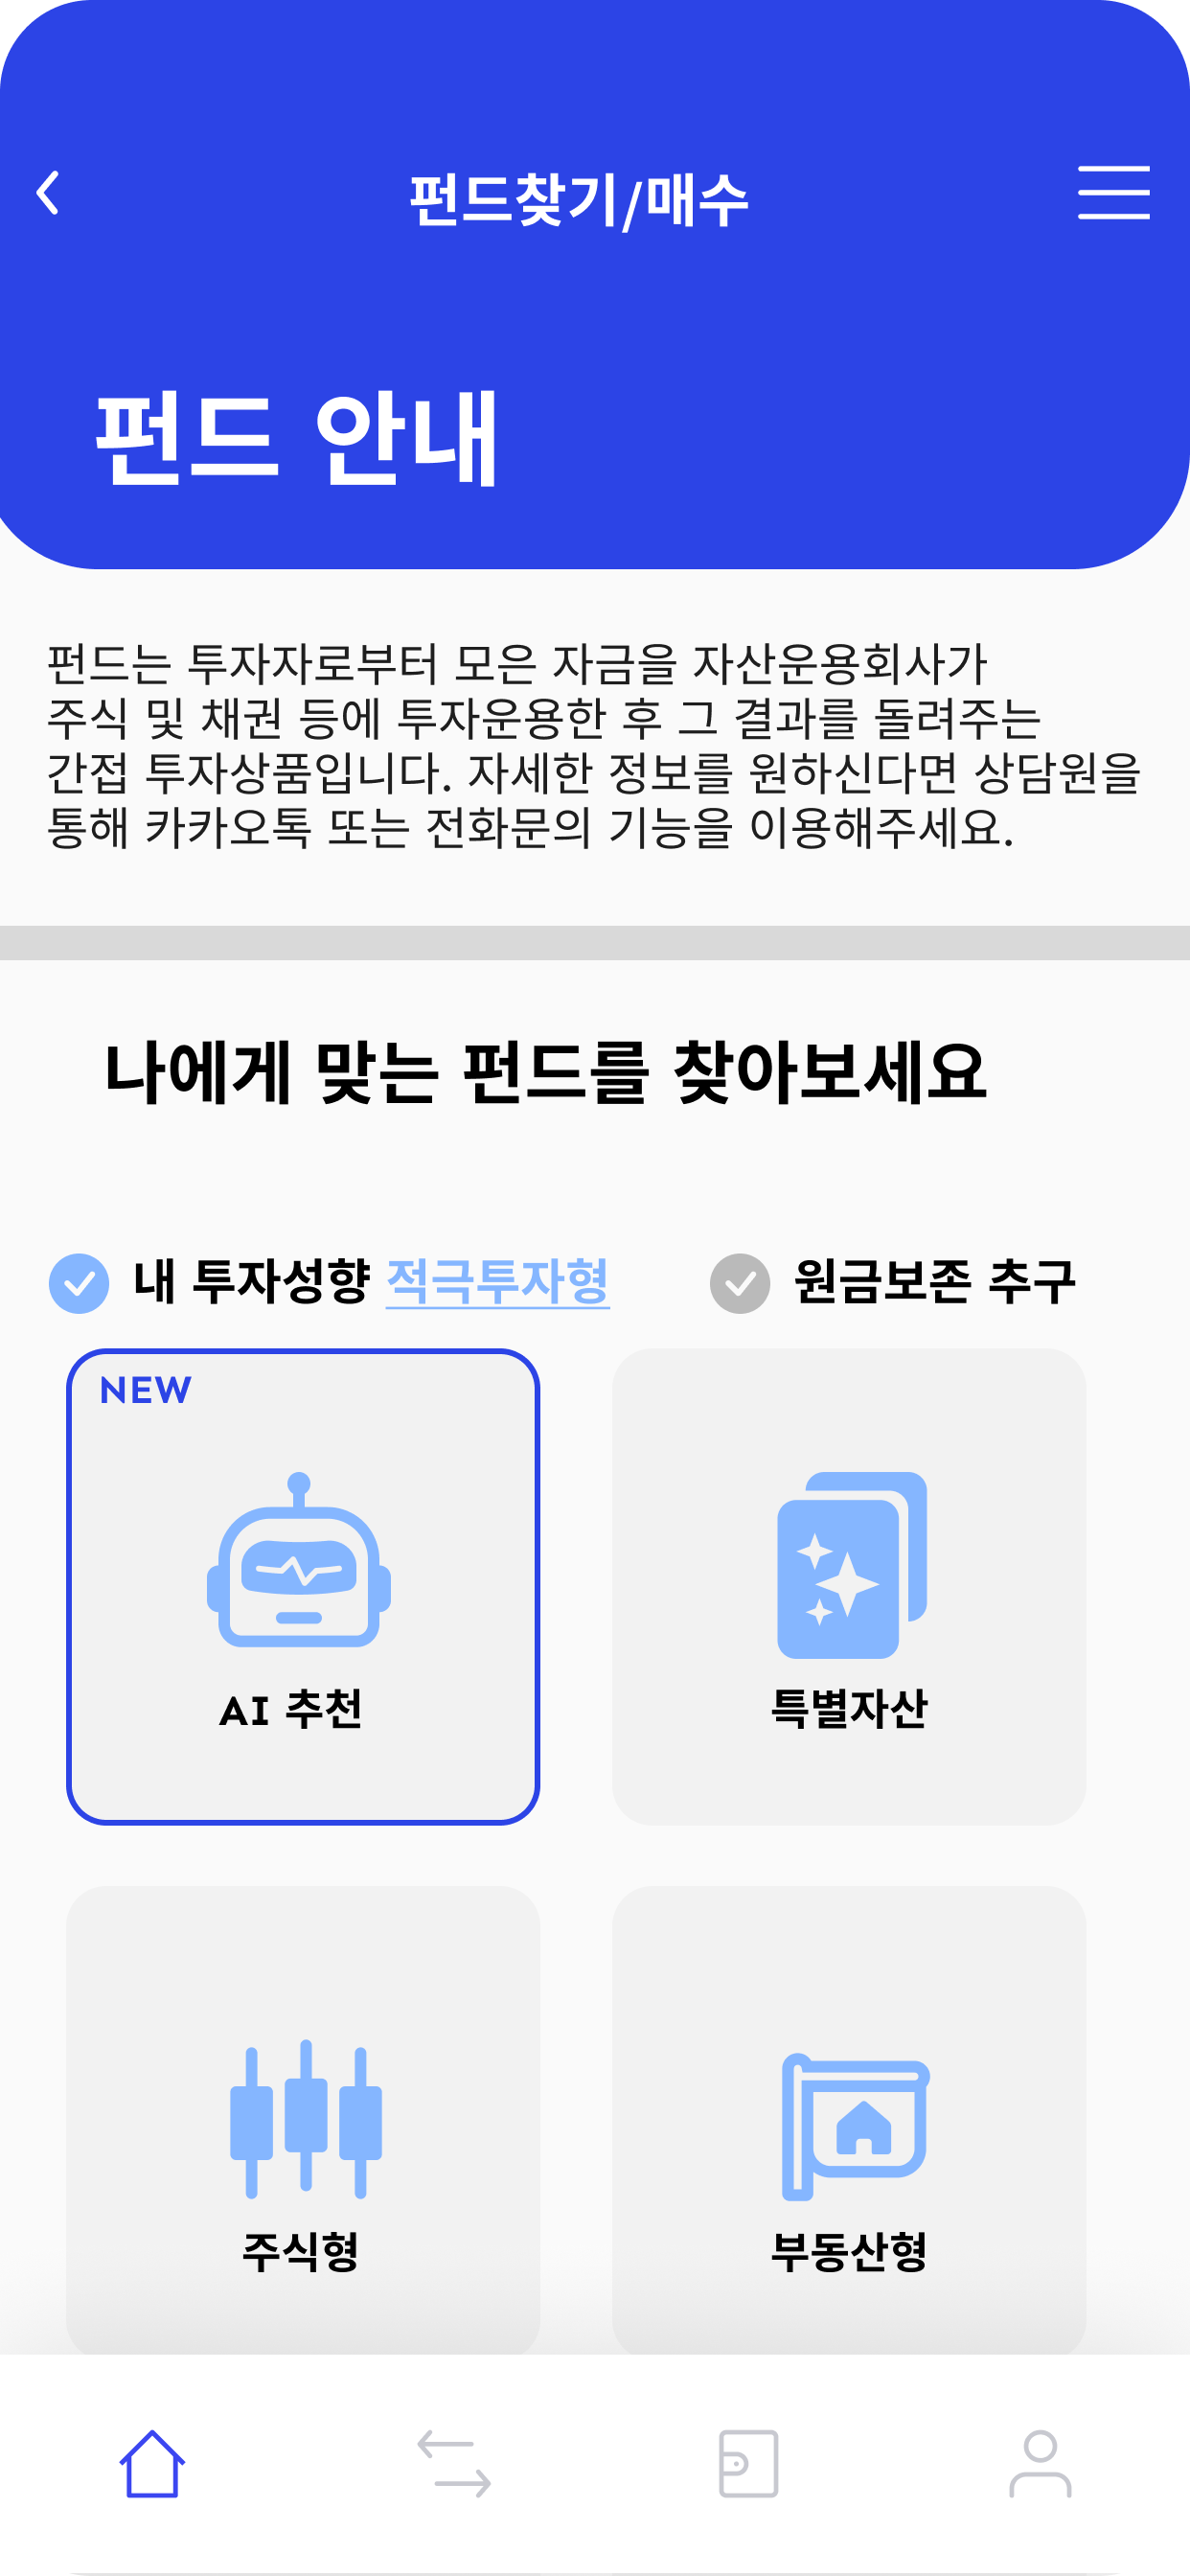 펀드찾기/매수
펀드 안내
펀드는 투자자로부터 모은 자금을 자산운용회사가
주식 및 채권 등에 투자운용한 후 그 결과를 돌려주는
간접 투자상품입니다. 자세한 정보를 원하신다면 상담원을
통해 카카오톡 또는 전화문의 기능을 이용해주세요.
나에게 맞는 펀드를 찾아보세요
내 투자성향 적극투자형
원금보존 추구
NEW
AI 추천
특별자산
주식형
부동산형